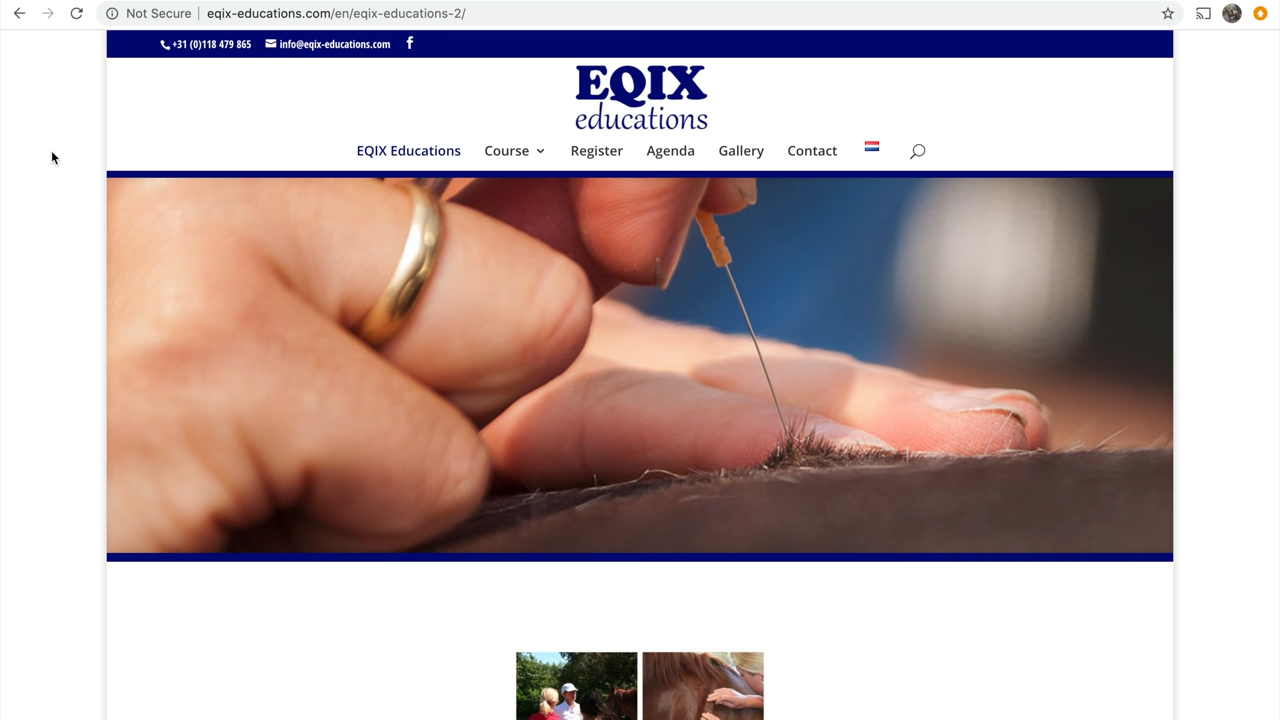 Not Secure eqix-educations.com/en/eqix-educations-2/
+31 (0)118 479 865 info@eqix-educations.com f
EQIX
educations
EQIX Educations Course Register Agenda Gallery Contact